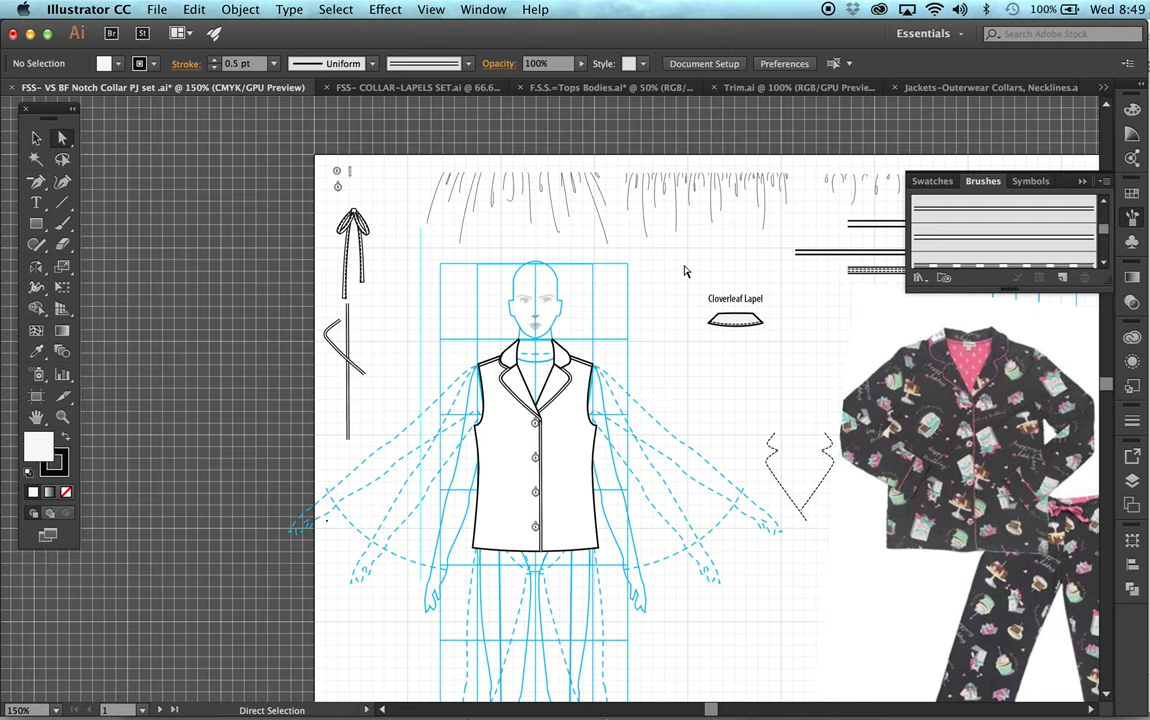 Illustrator CC File Edit Object Type Select Effect View Window Help 100% Wed 8:49
Ai Br St Essentials Search Adobe Stock
No Selection Stroke: 0.5 pt Uniform Opacity: 100% Style: Document Setup Preferences
× FSS- VS BF Notch Collar PJ set .ai* @ 150% (CMYK/GPU Preview) × FSS- COLLAR-LAPELS SET.ai @ 66.6... × F.S.S.=Tops Bodies.ai* @ 50% (RGB/... × Trim.ai @ 100% (RGB/GPU Previe... × Jackets-Outerwear Collars, Necklines.a
Swatches Brushes Symbols
Cloverleaf Lapel
150% 1 Direct Selection